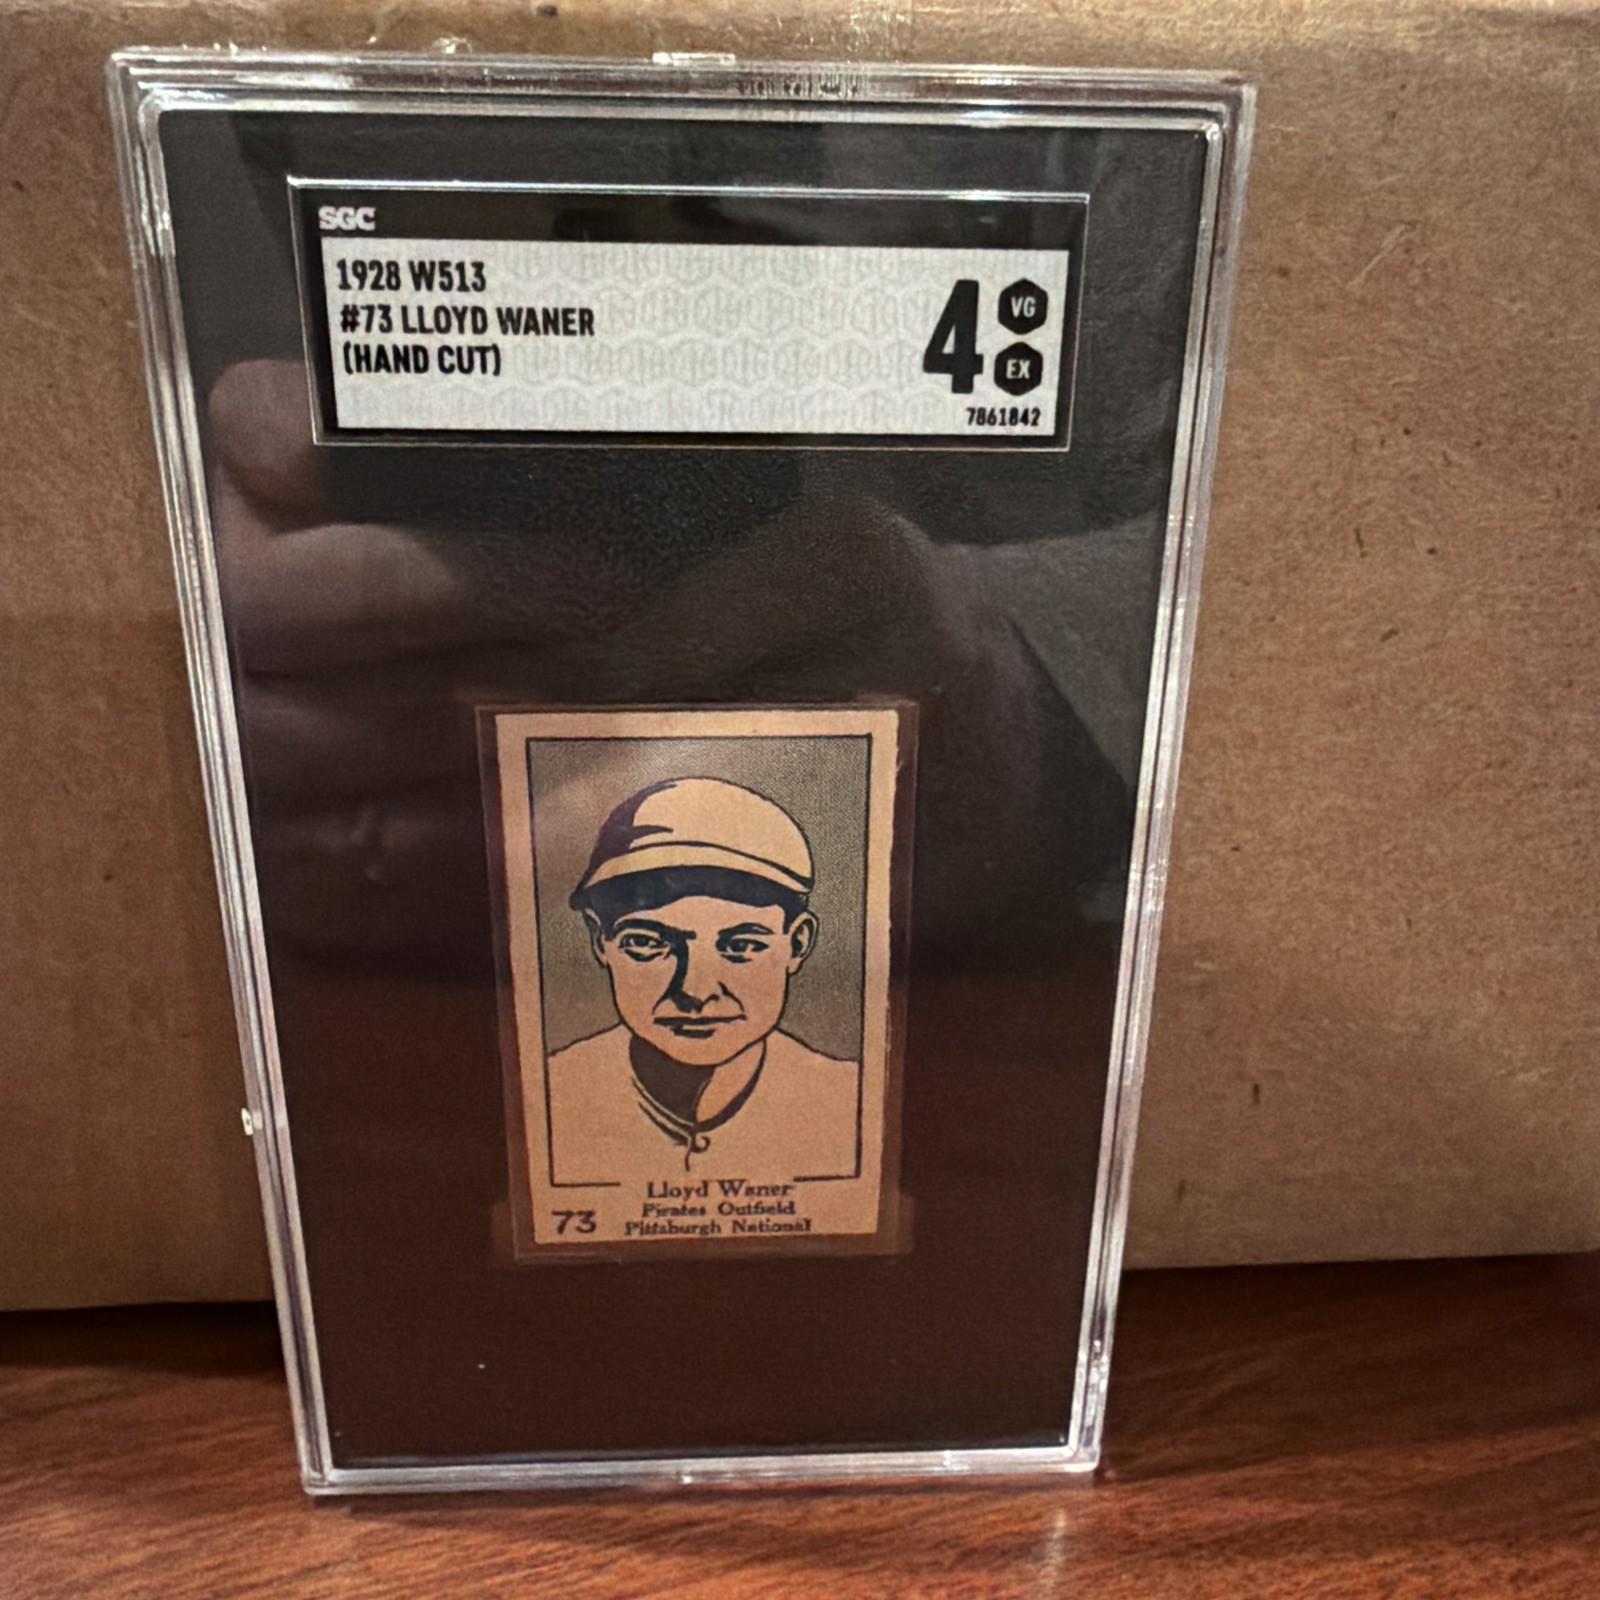 SGC
1928 W513
#73 LLOYD WANER
(HAND CUT)
4
VG
EX
7861842
Lloyd Waner
Pirates Outfield
73 Pittsburgh National